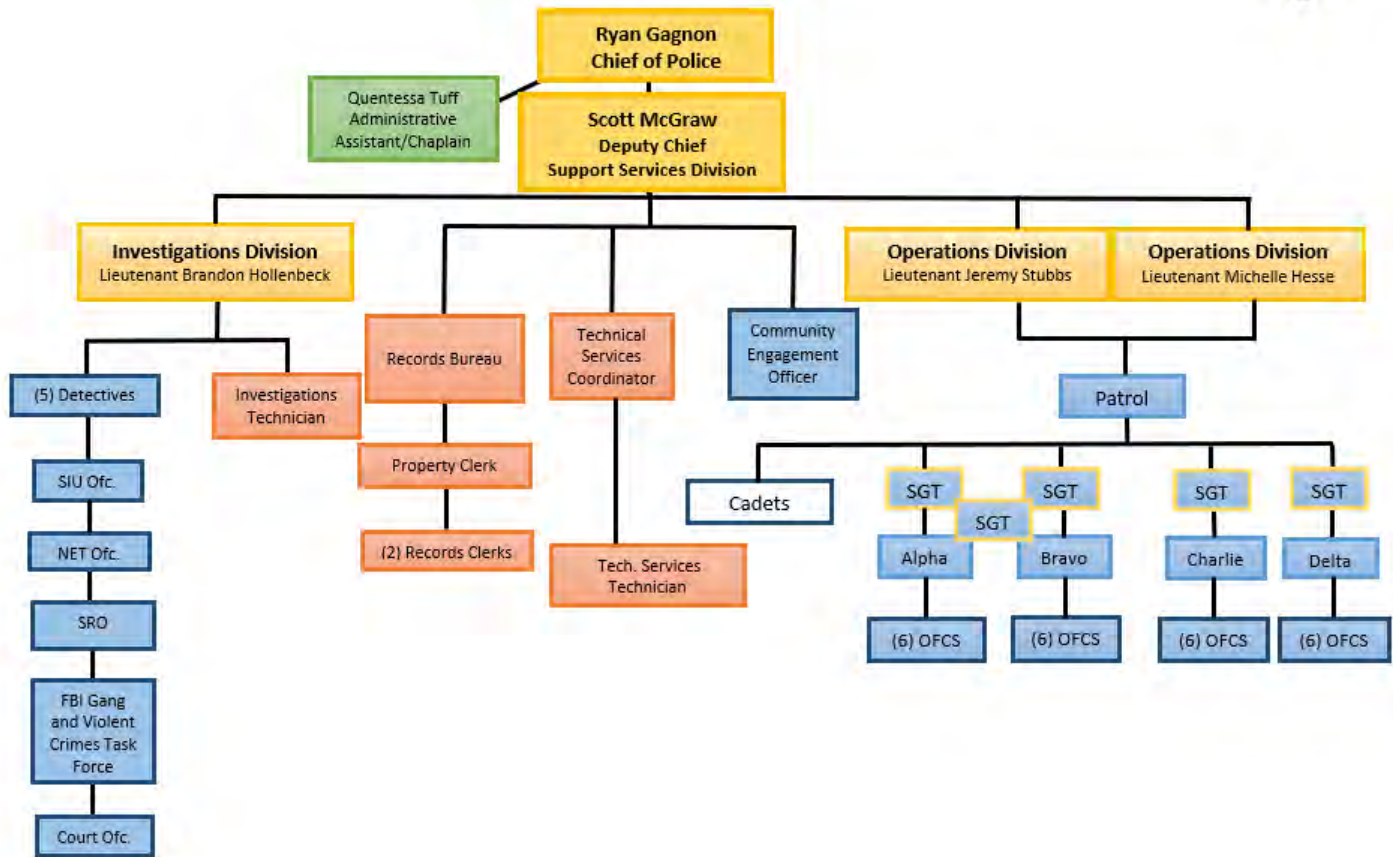 Ryan Gagnon
Chief of Police
Quentessa Tuff
Administrative
Assistant/Chaplain
Scott McGraw
Deputy Chief
Support Services Division
Investigations Division
Lieutenant Brandon Hollenbeck
Operations Division
Lieutenant Jeremy Stubbs
Operations Division
Lieutenant Michelle Hesse
Records Bureau
Technical
Services
Coordinator
Community
Engagement
Officer
(5) Detectives
Investigations
Technician
Patrol
Property Clerk
SIU Ofc.
Cadets
SGT
SGT
SGT
SGT
SGT
NET Ofc.
(2) Records Clerks
Tech. Services
Technician
Alpha
Bravo
Charlie
Delta
SRO
(6) OFCS
(6) OFCS
(6) OFCS
(6) OFCS
FBI Gang
and Violent
Crimes Task
Force
Court Ofc.